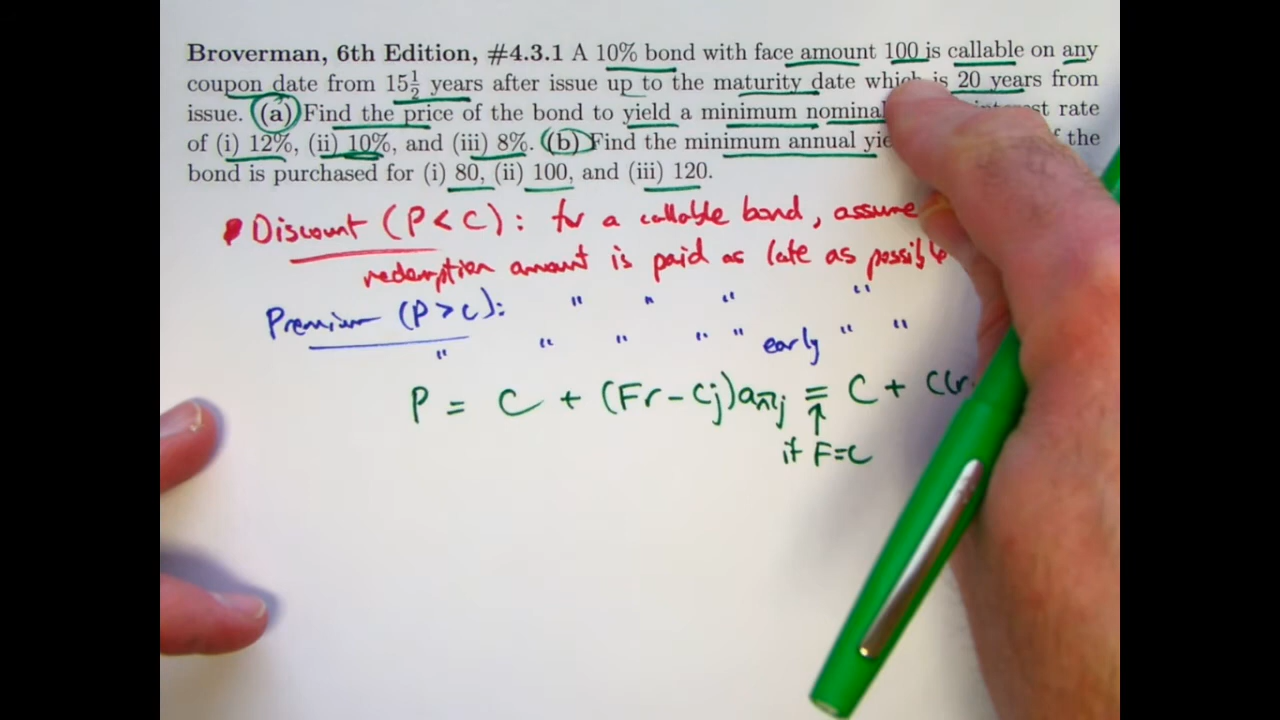 Broverman, 6th Edition, #4.3.1 A 10% bond with face amount 100 is callable on any
coupon date from 15½ years after issue up to the maturity date which is 20 years from
issue. (a) Find the price of the bond to yield a minimum nominal rate
of (i) 12%, (ii) 10%, and (iii) 8%. (b) Find the minimum annual the
bond is purchased for (i) 80, (ii) 100, and (iii) 120.
Discount (P < C): for a callable bond, assume
redemption amount is paid as late as possible
Premium (P > C): " " " "
" " " " " early " "
P = C + (Fr - Cj)a_{n⌉j} = C + C(r
↑
if F=C